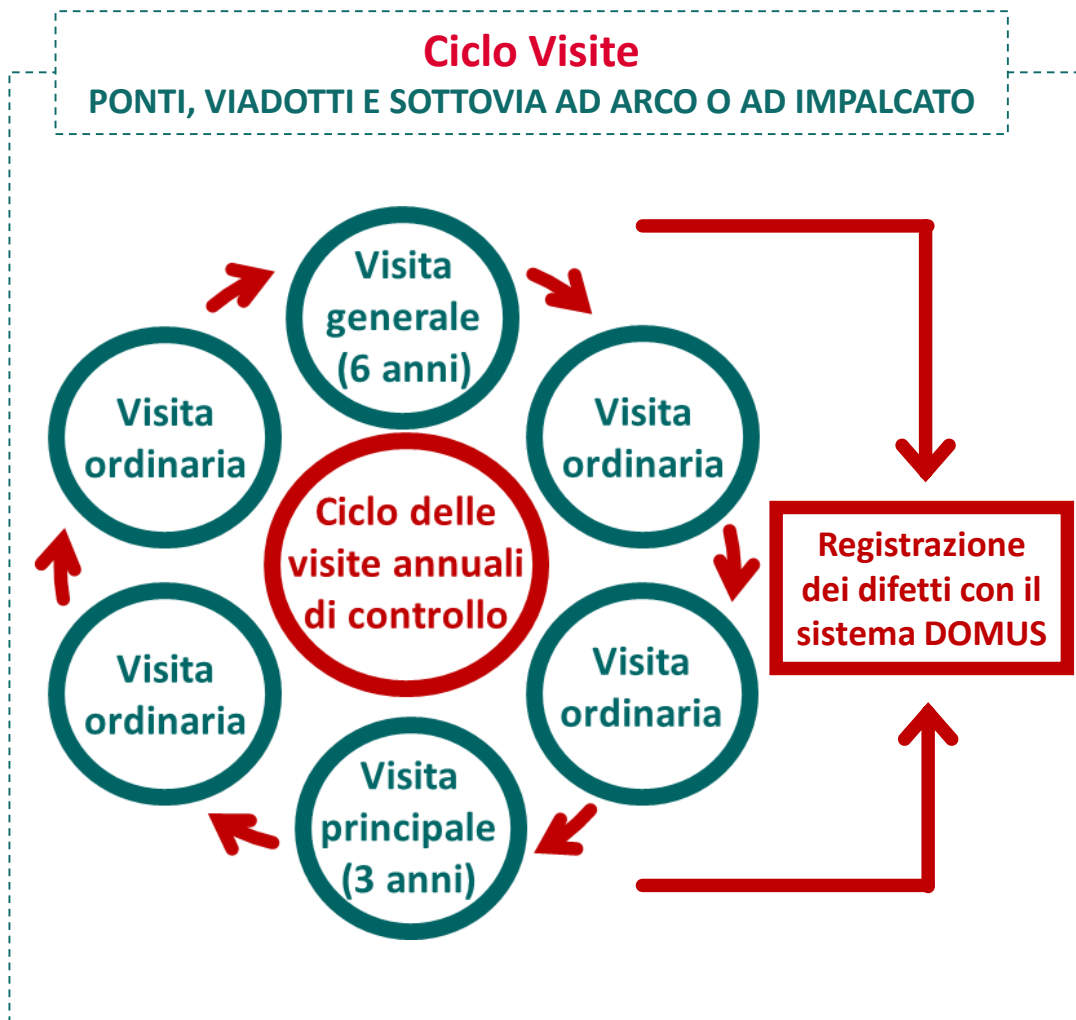 Ciclo Visite
PONTI, VIADOTTI E SOTTOVIA AD ARCO O AD IMPALCATO
Visita
generale
(6 anni)
Visita
ordinaria
Visita
ordinaria
Visita
principale
(3 anni)
Visita
ordinaria
Visita
ordinaria
Ciclo delle
visite annuali
di controllo
Registrazione
dei difetti con il
sistema DOMUS